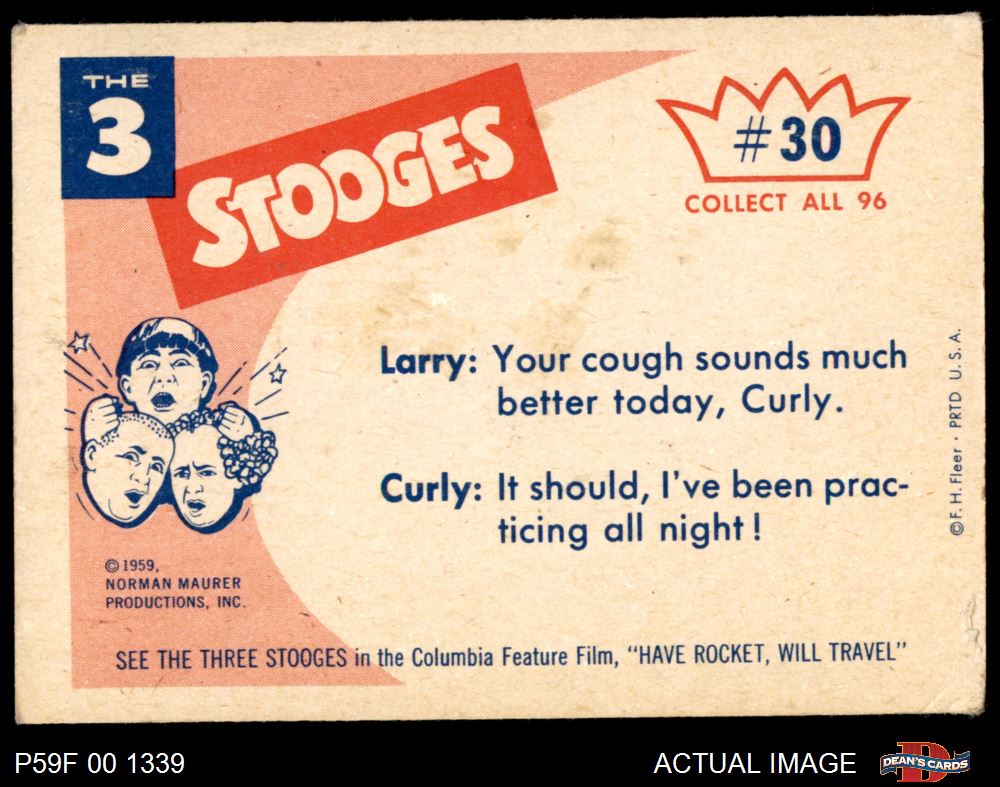 THE
3
STOOGES
#30
COLLECT ALL 96
Larry: Your cough sounds much
better today, Curly.
Curly: It should, I've been prac-
ticing all night!
© F. H. Fleer • PRTD U. S. A.
© 1959,
NORMAN MAURER
PRODUCTIONS, INC.
SEE THE THREE STOOGES in the Columbia Feature Film, "HAVE ROCKET, WILL TRAVEL"
P59F 00 1339
ACTUAL IMAGE
D
DEAN'S CARDS